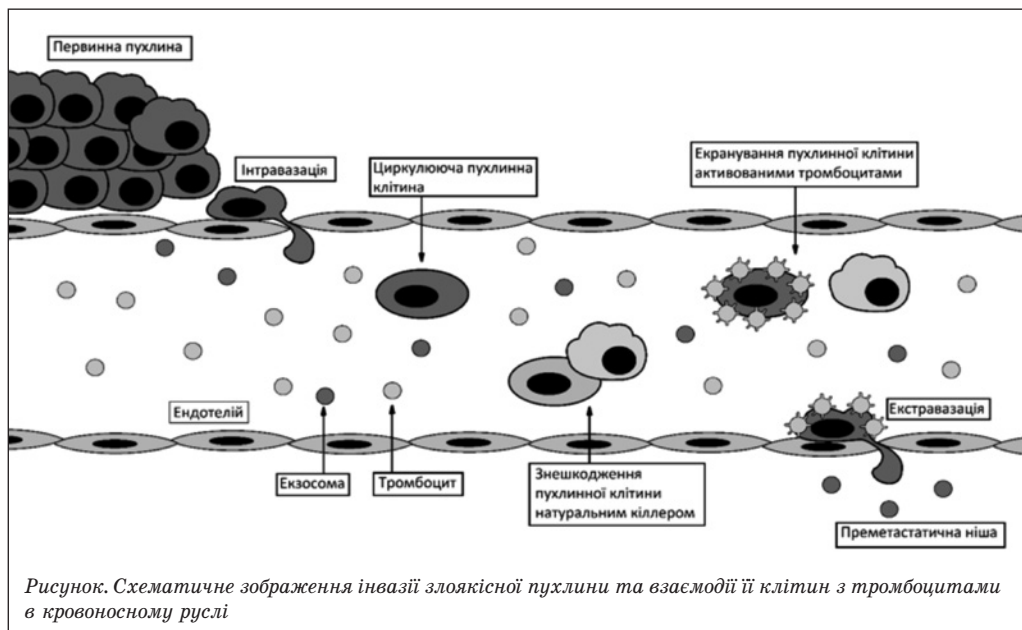 Первинна пухлина
Інтравазація
Циркулююча пухлинна
клітина
Екранування пухлинної клітини
активованими тромбоцитами
Ендотелій
Екстравазація
Екзосома
Тромбоцит
Знешкодження
пухлинної клітини
натуральним кіллером
Преметастатична ніша
Рисунок. Схематичне зображення інвазії злоякісної пухлини та взаємодії її клітин з тромбоцитами
в кровоносному руслі